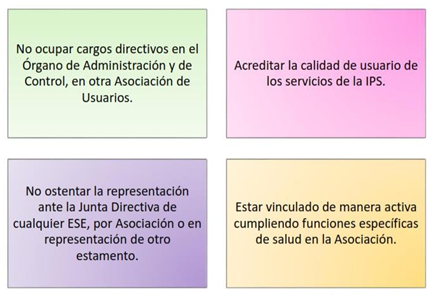 No ocupar cargos directivos en el
Órgano de Administración y de
Control, en otra Asociación de
Usuarios.
Acreditar la calidad de usuario de
los servicios de la IPS.
No ostentar la representación
ante la Junta Directiva de
cualquier ESE, por Asociación o en
representación de otro
estamento.
Estar vinculado de manera activa
cumpliendo funciones específicas
de salud en la Asociación.